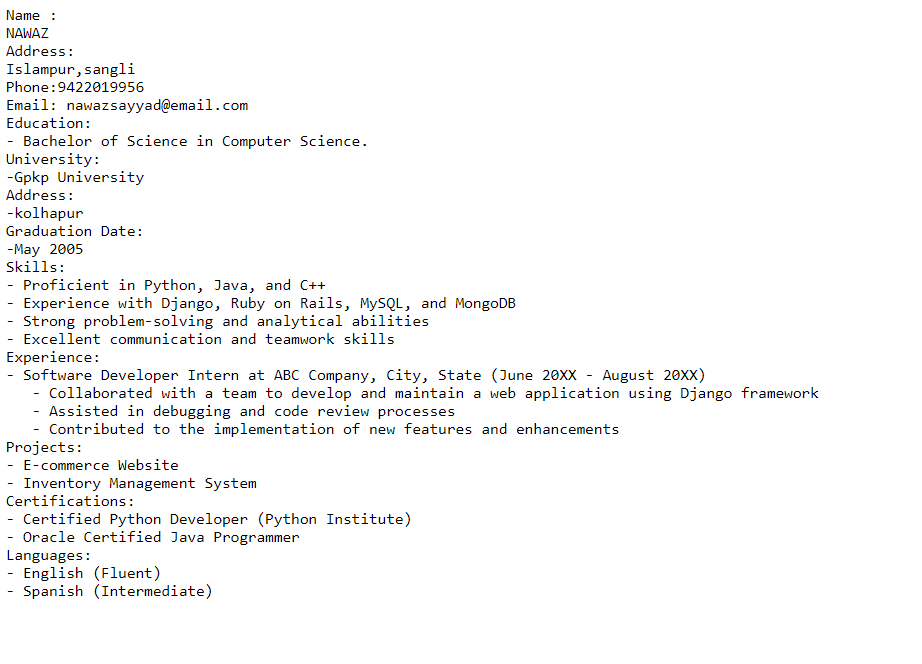 Name :
NAWAZ
Address:
Islampur,sangli
Phone:9422019956
Email: nawazsayyad@email.com
Education:
- Bachelor of Science in Computer Science.
University:
-Gpkp University
Address:
-kolhapur
Graduation Date:
-May 2005
Skills:
- Proficient in Python, Java, and C++
- Experience with Django, Ruby on Rails, MySQL, and MongoDB
- Strong problem-solving and analytical abilities
- Excellent communication and teamwork skills
Experience:
- Software Developer Intern at ABC Company, City, State (June 20XX - August 20XX)
   - Collaborated with a team to develop and maintain a web application using Django framework
   - Assisted in debugging and code review processes
   - Contributed to the implementation of new features and enhancements
Projects:
- E-commerce Website
- Inventory Management System
Certifications:
- Certified Python Developer (Python Institute)
- Oracle Certified Java Programmer
Languages:
- English (Fluent)
- Spanish (Intermediate)